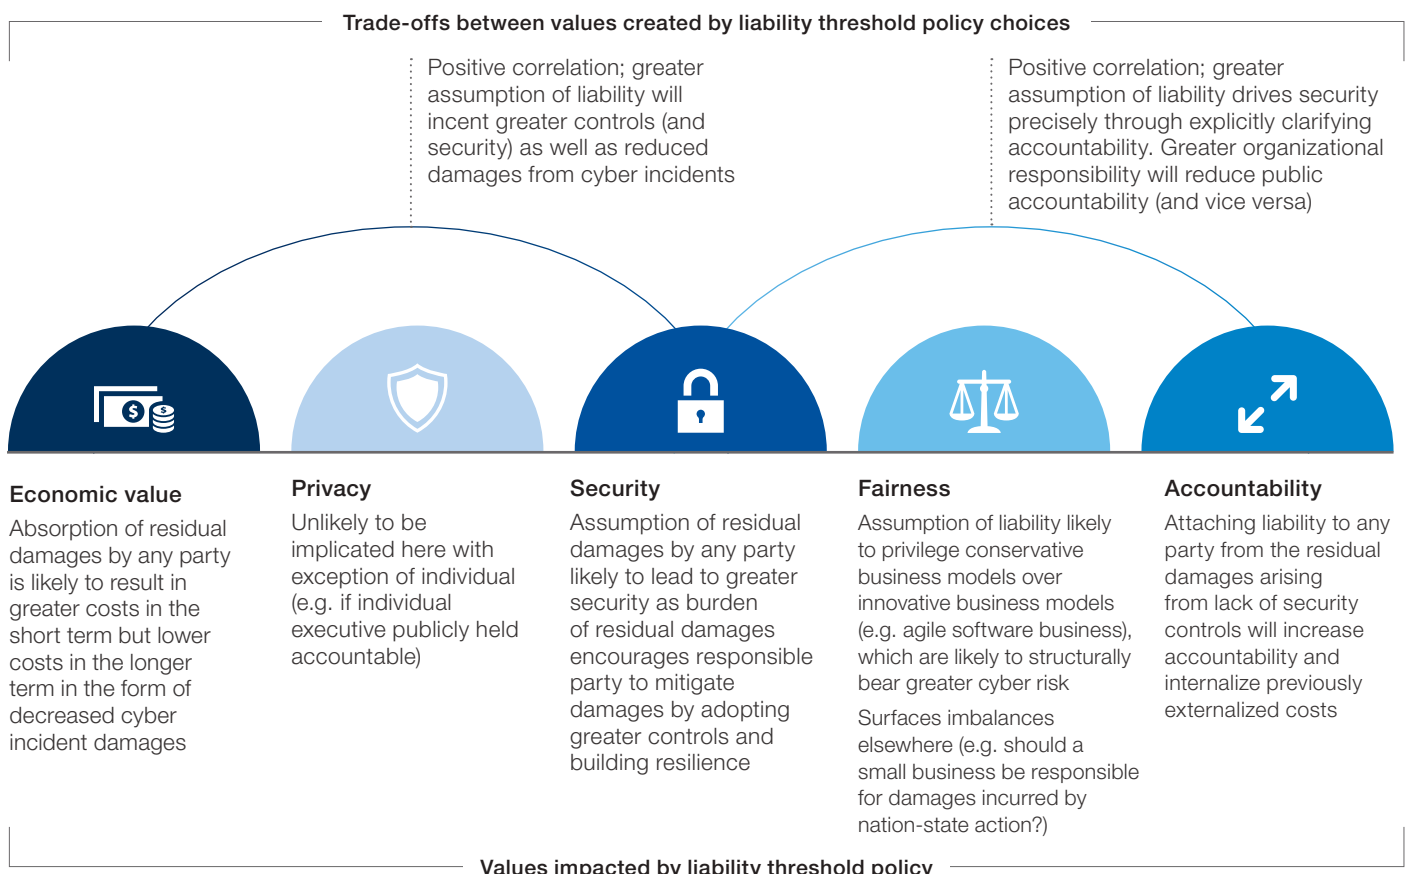 Trade-offs between values created by liability threshold policy choices
Positive correlation; greater
assumption of liability will
incent greater controls (and
security) as well as reduced
damages from cyber incidents
Positive correlation; greater
assumption of liability drives security
precisely through explicitly clarifying
accountability. Greater organizational
responsibility will reduce public
accountability (and vice versa)
$
$
Economic value
Absorption of residual
damages by any party
is likely to result in
greater costs in the
short term but lower
costs in the longer
term in the form of
decreased cyber
incident damages
Privacy
Unlikely to be
implicated here with
exception of individual
(e.g. if individual
executive publicly held
accountable)
Security
Assumption of residual
damages by any party
likely to lead to greater
security as burden
of residual damages
encourages responsible
party to mitigate
damages by adopting
greater controls and
building resilience
Fairness
Assumption of liability likely
to privilege conservative
business models over
innovative business models
(e.g. agile software business),
which are likely to structurally
bear greater cyber risk
Surfaces imbalances
elsewhere (e.g. should a
small business be responsible
for damages incurred by
nation-state action?)
Accountability
Attaching liability to any
party from the residual
damages arising
from lack of security
controls will increase
accountability and
internalize previously
externalized costs
Values impacted by liability threshold policy